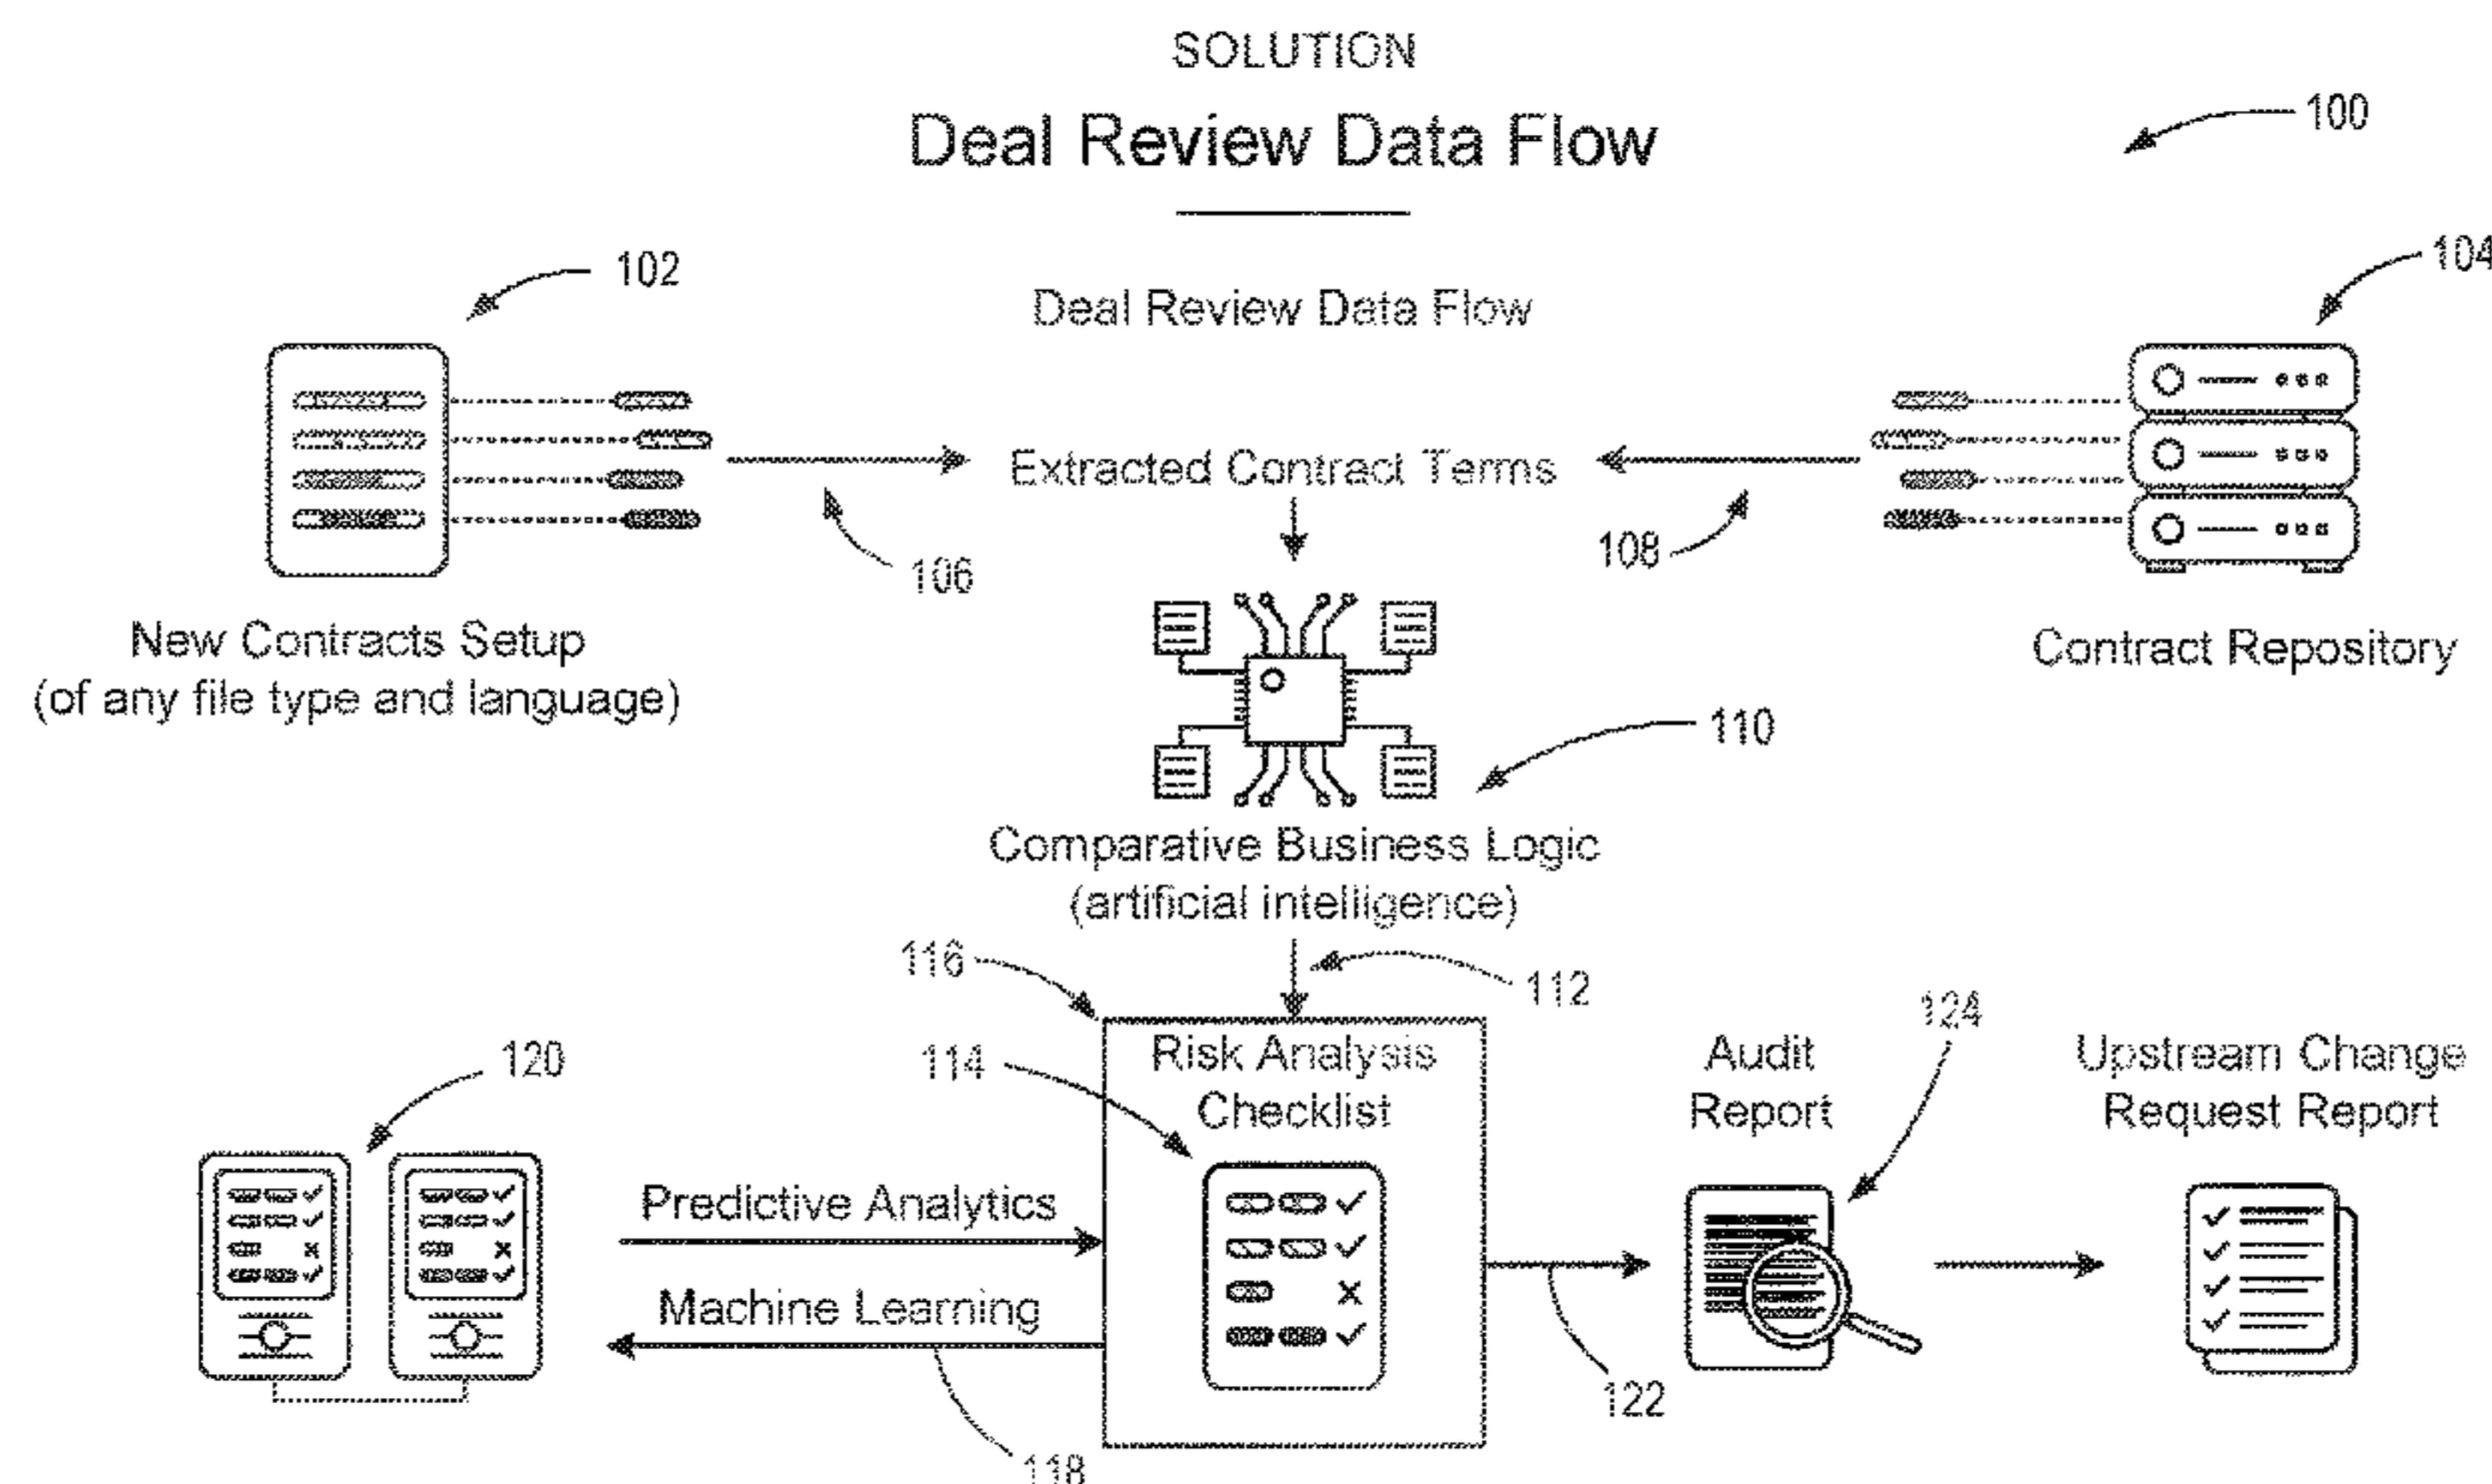 SOLUTION
Deal Review Data Flow
100
102
104
Deal Review Data Flow
Extracted Contract Terms
106
108
New Contracts Setup
(of any file type and language)
Contract Repository
110
Comparative Business Logic
(artificial intelligence)
116
112
124
120
114
Risk Analysis
Checklist
Audit
Report
Upstream Change
Request Report
Predictive Analytics
Machine Learning
122
118